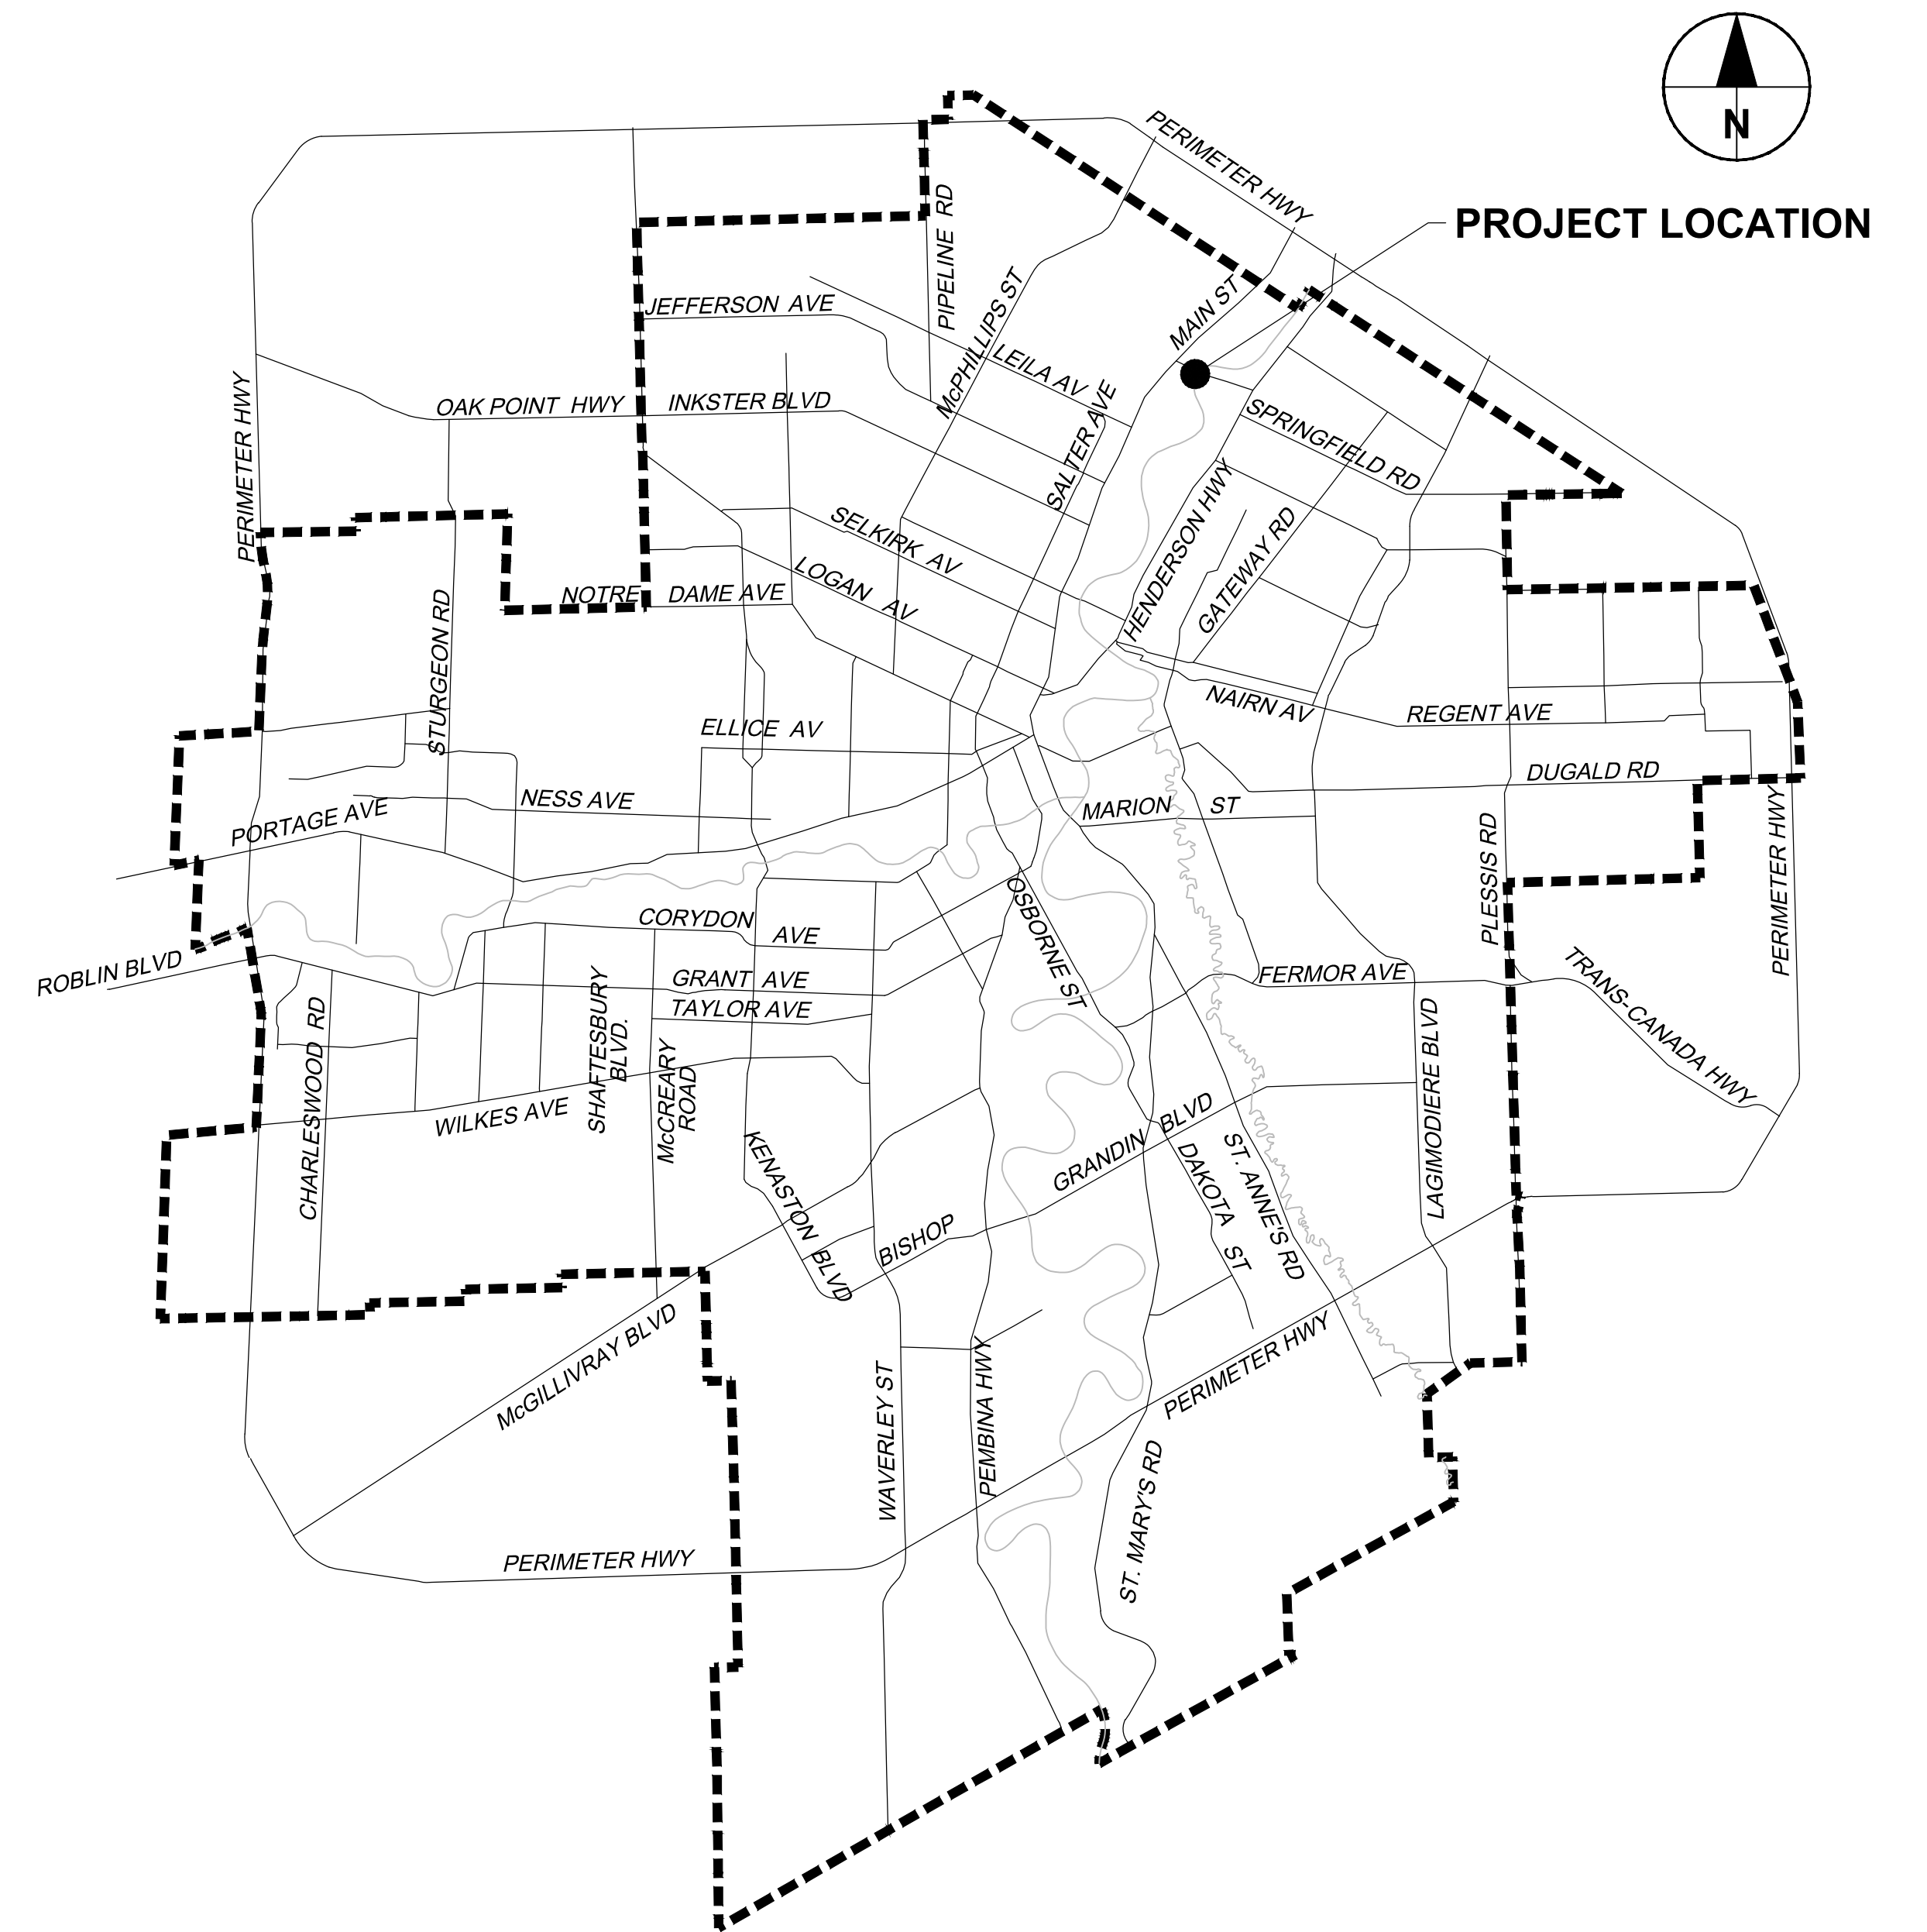 N
PERIMETER HWY
PROJECT LOCATION
PIPELINE RD
McPHILLIPS ST
MAIN ST
JEFFERSON AVE
LEILA AV
PERIMETER HWY
OAK POINT HWY
INKSTER BLVD
SALTER AVE
SPRINGFIELD RD
HENDERSON HWY
GATEWAY RD
SELKIRK AV
LOGAN AV
NOTRE DAME AVE
STURGEON RD
NAIRN AV
REGENT AVE
ELLICE AV
DUGALD RD
NESS AVE
MARION ST
PORTAGE AVE
PLESSIS RD
PERIMETER HWY
OSBORNE ST
CORYDON AVE
ROBLIN BLVD
GRANT AVE
FERMOR AVE
TRANS-CANADA HWY
TAYLOR AVE
SHAFTESBURY
BLVD.
CHARLESWOOD RD
McCREARY
ROAD
LAGIMODIERE BLVD
WILKES AVE
KENASTON BLVD
BISHOP
GRANDIN BLVD
DAKOTA ST
ST. ANNE'S RD
McGILLIVRAY BLVD
WAVERLEY ST
PEMBINA HWY
PERIMETER HWY
ST. MARY'S RD
PERIMETER HWY